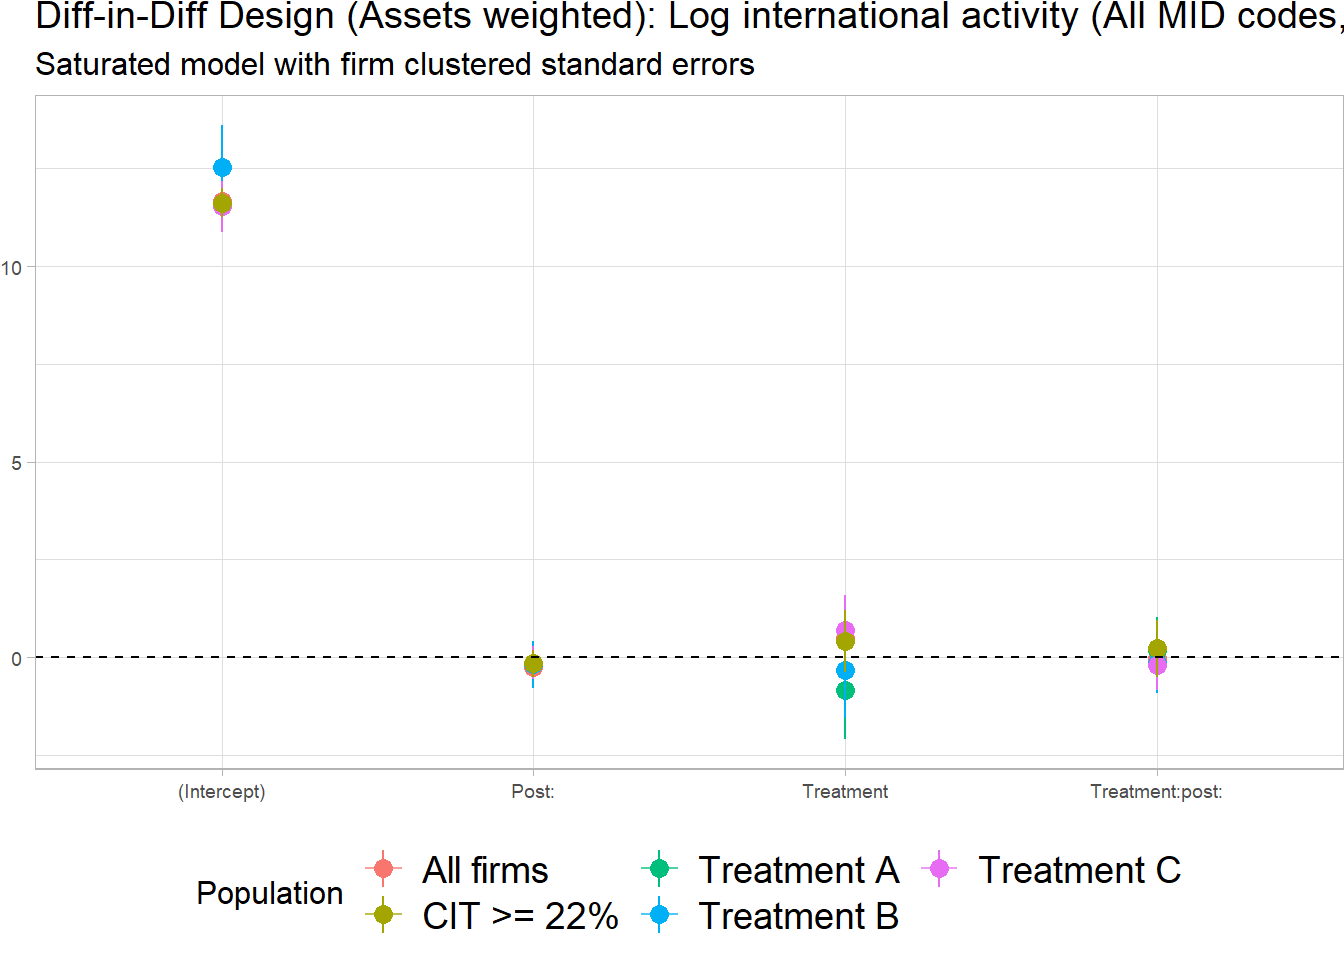 Diff-in-Diff Design (Assets weighted): Log international activity (All MID codes,
Saturated model with firm clustered standard errors
10
5
0
(Intercept) Post: Treatment Treatment:post:
Population
All firms Treatment A Treatment C
CIT >= 22% Treatment B